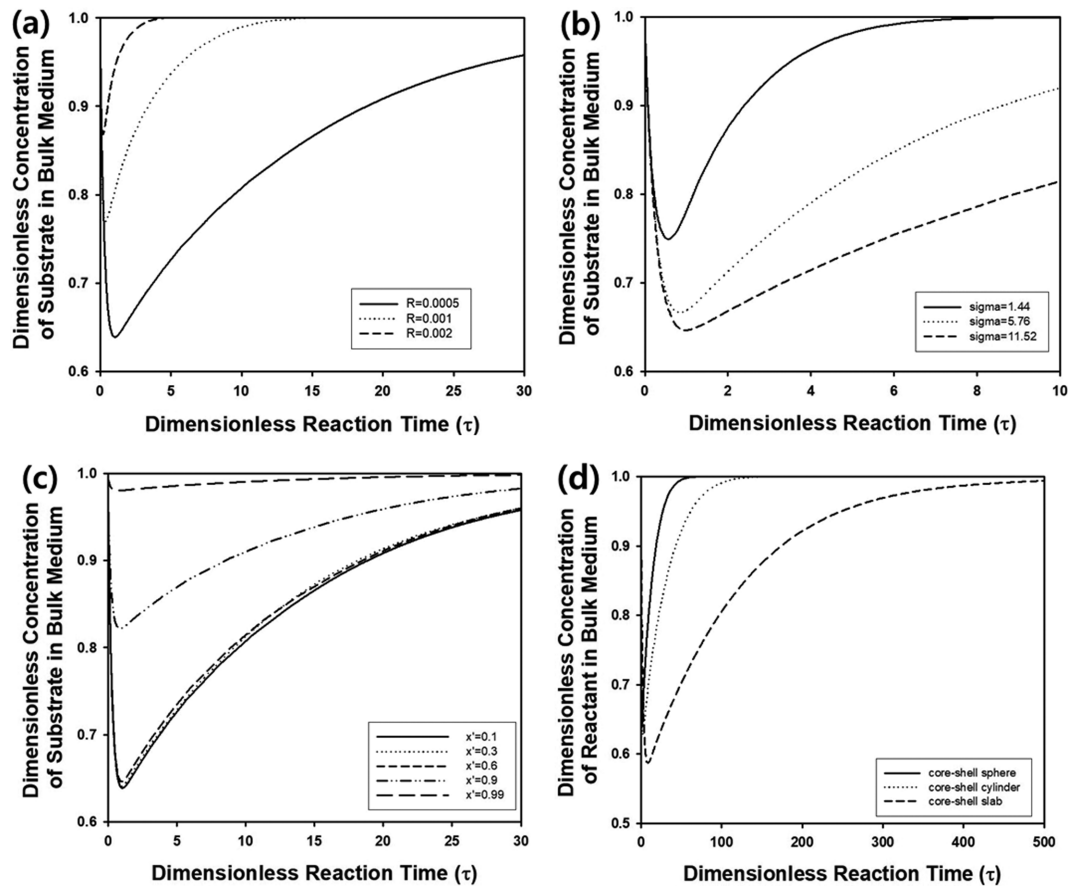 (a)
Dimensionless Concentration
of Substrate in Bulk Medium
1.0
0.9
0.8
0.7
0.6
0
5
10
15
20
25
30
R=0.0005
R=0.001
R=0.002
Dimensionless Reaction Time (τ)
(b)
Dimensionless Concentration
of Substrate in Bulk Medium
1.0
0.9
0.8
0.7
0.6
0
2
4
6
8
10
sigma=1.44
sigma=5.76
sigma=11.52
Dimensionless Reaction Time (τ)
(c)
Dimensionless Concentration
of Substrate in Bulk Medium
1.0
0.9
0.8
0.7
0.6
0
5
10
15
20
25
30
x'=0.1
x'=0.3
x'=0.6
x'=0.9
x'=0.99
Dimensionless Reaction Time (τ)
(d)
Dimensionless Concentration
of Reactant in Bulk Medium
1.0
0.9
0.8
0.7
0.6
0.5
0
100
200
300
400
500
core-shell sphere
core-shell cylinder
core-shell slab
Dimensionless Reaction Time (τ)